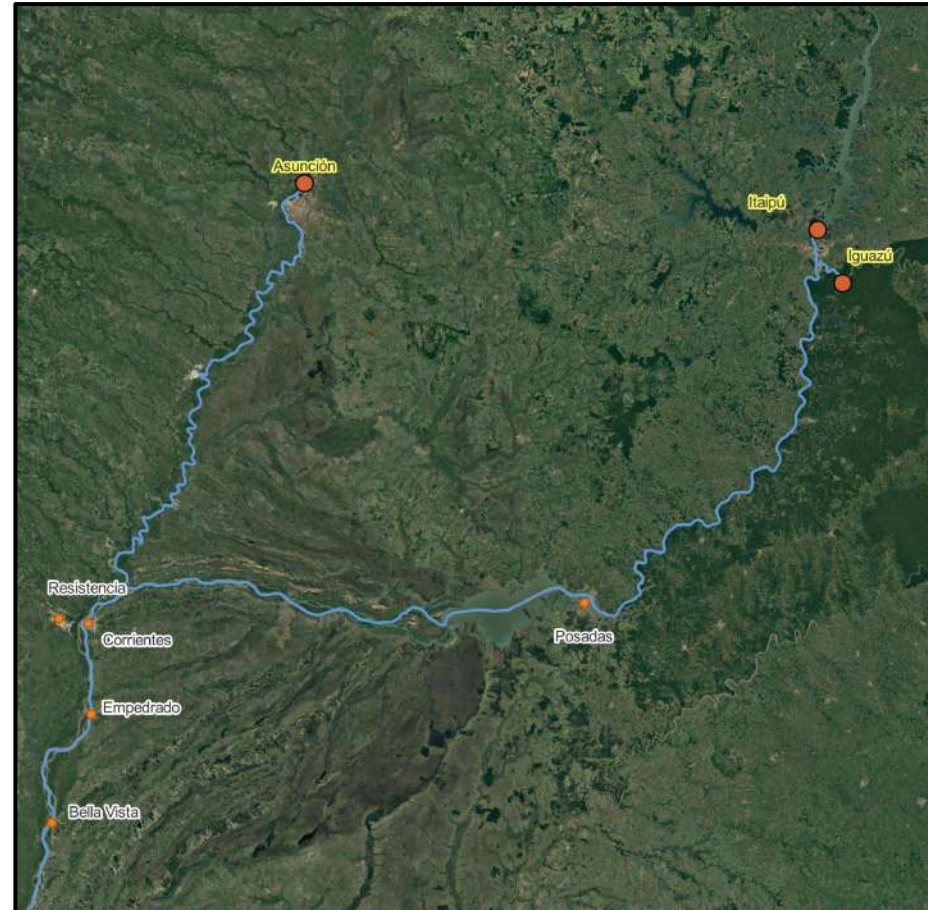 Asunción
Itaipú
Iguazú
Resistencia
Corrientes
Posadas
Empedrado
Bella Vista